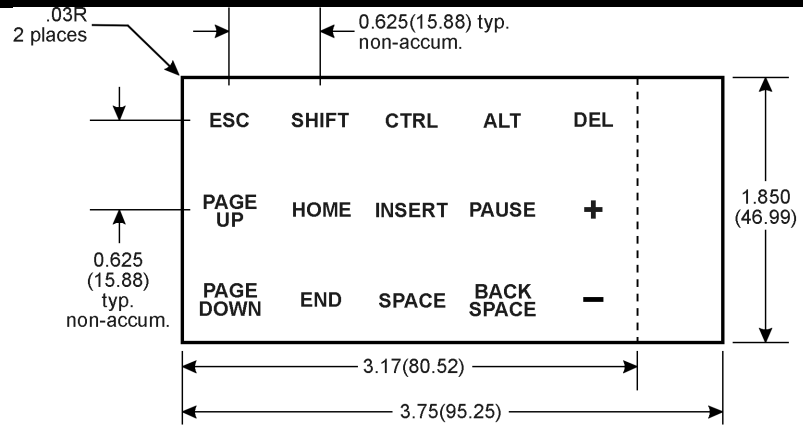 .03R
2 places
0.625(15.88) typ.
non-accum.
ESC SHIFT CTRL ALT DEL
PAGE
UP
HOME INSERT PAUSE +
PAGE
DOWN
END SPACE
BACK
SPACE
−
0.625
(15.88)
typ.
non-accum.
1.850
(46.99)
3.17(80.52)
3.75(95.25)